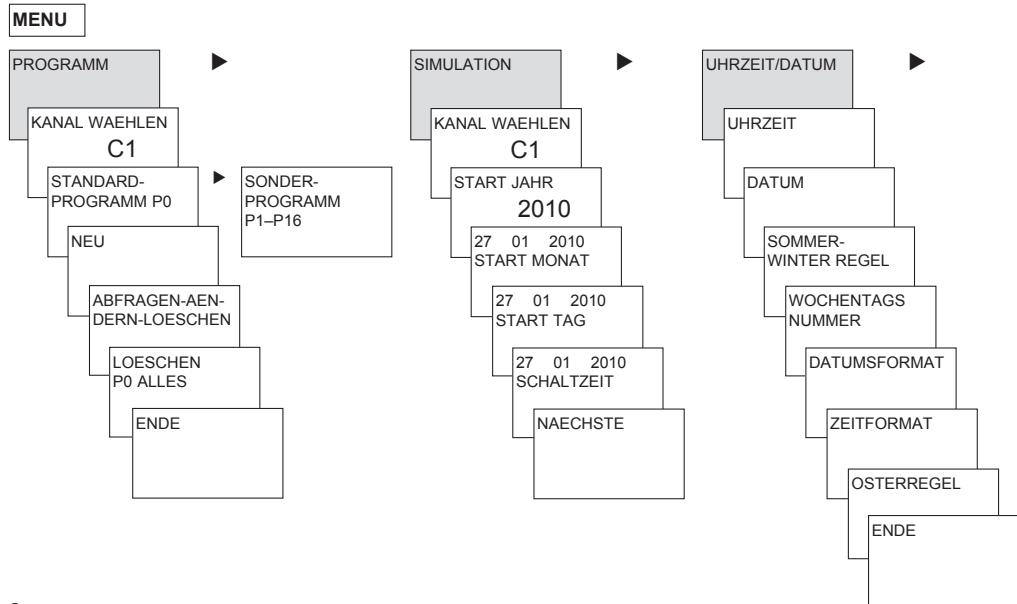 MENU
PROGRAMM
KANAL WAEHLEN
C1
STANDARD-
PROGRAMM P0
SONDER-
PROGRAMM
P1–P16
NEU
ABFRAGEN-AEN-
DERN-LOESCHEN
LOESCHEN
P0 ALLES
ENDE
SIMULATION
KANAL WAEHLEN
C1
START JAHR
2010
27 01 2010
START MONAT
27 01 2010
START TAG
27 01 2010
SCHALTZEIT
NAECHSTE
UHRZEIT/DATUM
UHRZEIT
DATUM
SOMMER-
WINTER REGEL
WOCHENTAGS
NUMMER
DATUMSFORMAT
ZEITFORMAT
OSTERREGEL
ENDE